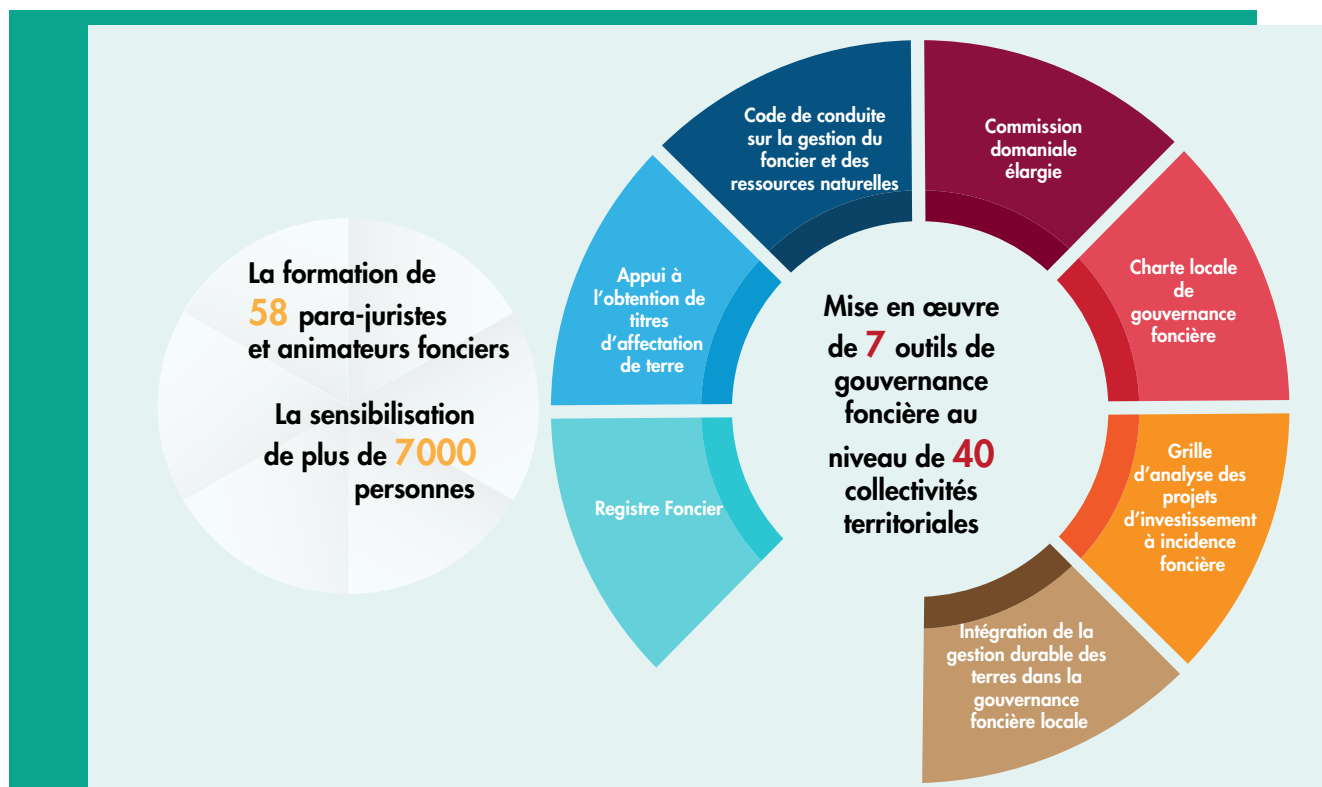 La formation de
58 para-juristes
et animateurs fonciers
La sensibilisation
de plus de 7000
personnes
Registre Foncier
Appui à
l'obtention de
titres
d'affectation
de terre
Code de conduite
sur la gestion du
foncier et des
ressources naturelles
Commission
domaniale
élargie
Charte locale
de
gouvernance
foncière
Grille
d'analyse des
projets
d'investissement
à incidence
foncière
Intégration de la
gestion durable des
terres dans la
gouvernance
foncière locale
Mise en œuvre
de 7 outils de
gouvernance
foncière au
niveau de 40
collectivités
territoriales